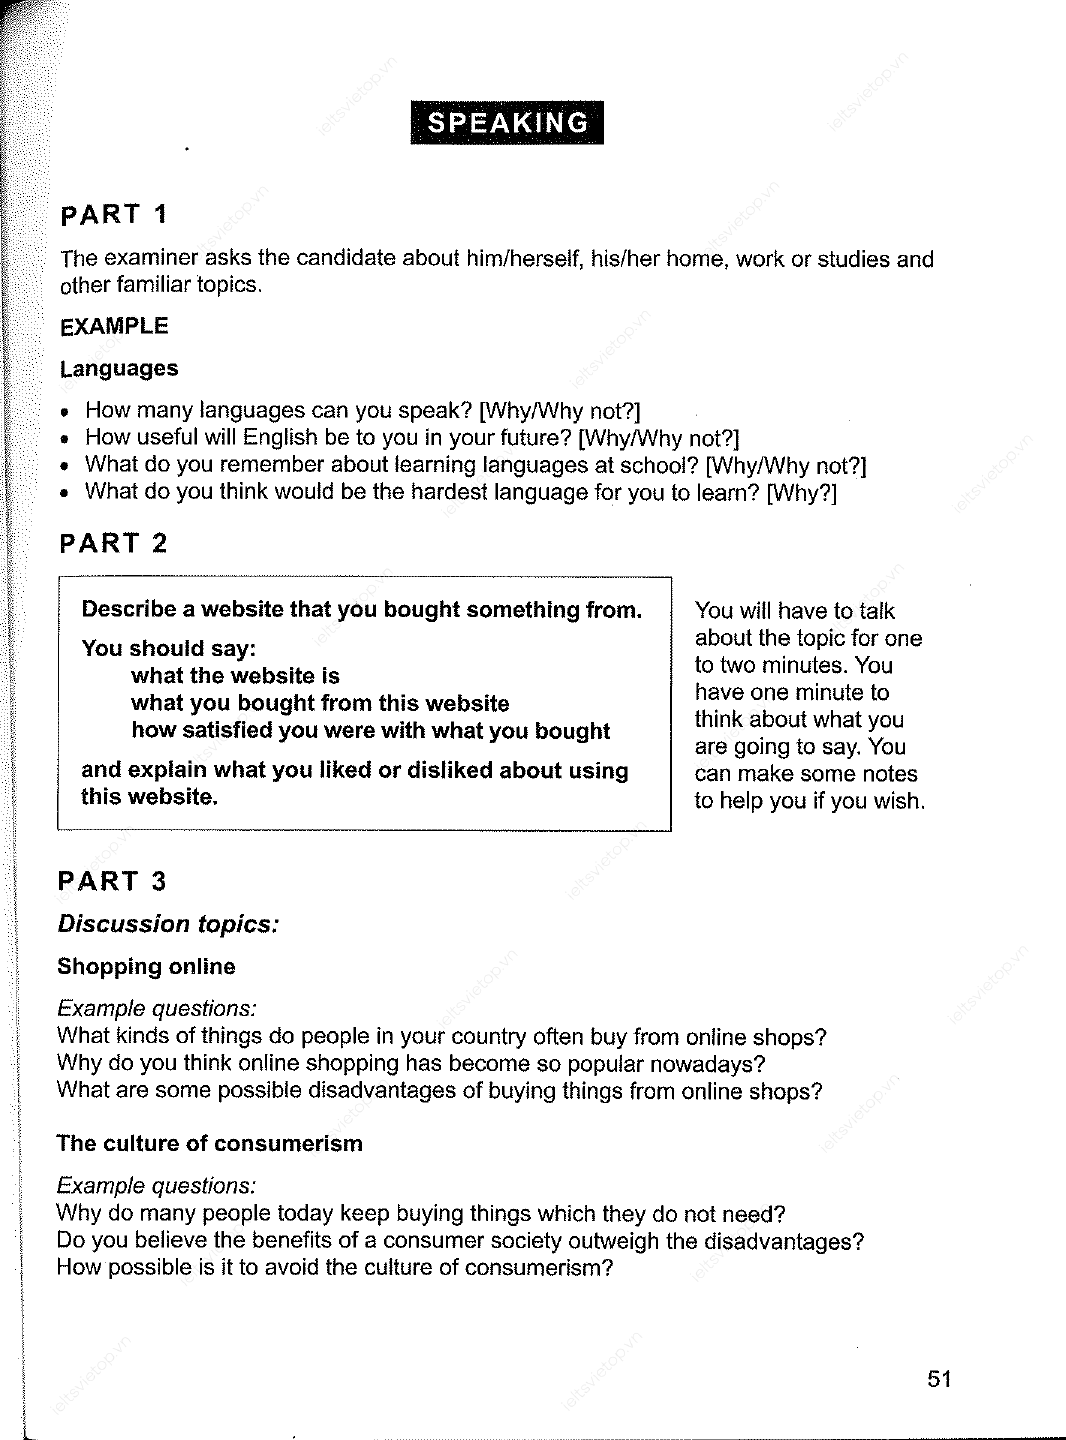 SPEAKING
PART 1
The examiner asks the candidate about him/herself, his/her home, work or studies and
other familiar topics.
EXAMPLE
Languages
• How many languages can you speak? [Why/Why not?]
• How useful will English be to you in your future? [Why/Why not?]
• What do you remember about learning languages at school? [Why/Why not?]
• What do you think would be the hardest language for you to learn? [Why?]
PART 2
Describe a website that you bought something from.
You should say:
what the website is
what you bought from this website
how satisfied you were with what you bought
and explain what you liked or disliked about using
this website.
You will have to talk
about the topic for one
to two minutes. You
have one minute to
think about what you
are going to say. You
can make some notes
to help you if you wish.
PART 3
Discussion topics:
Shopping online
Example questions:
What kinds of things do people in your country often buy from online shops?
Why do you think online shopping has become so popular nowadays?
What are some possible disadvantages of buying things from online shops?
The culture of consumerism
Example questions:
Why do many people today keep buying things which they do not need?
Do you believe the benefits of a consumer society outweigh the disadvantages?
How possible is it to avoid the culture of consumerism?
51
ieltsvietop.vn